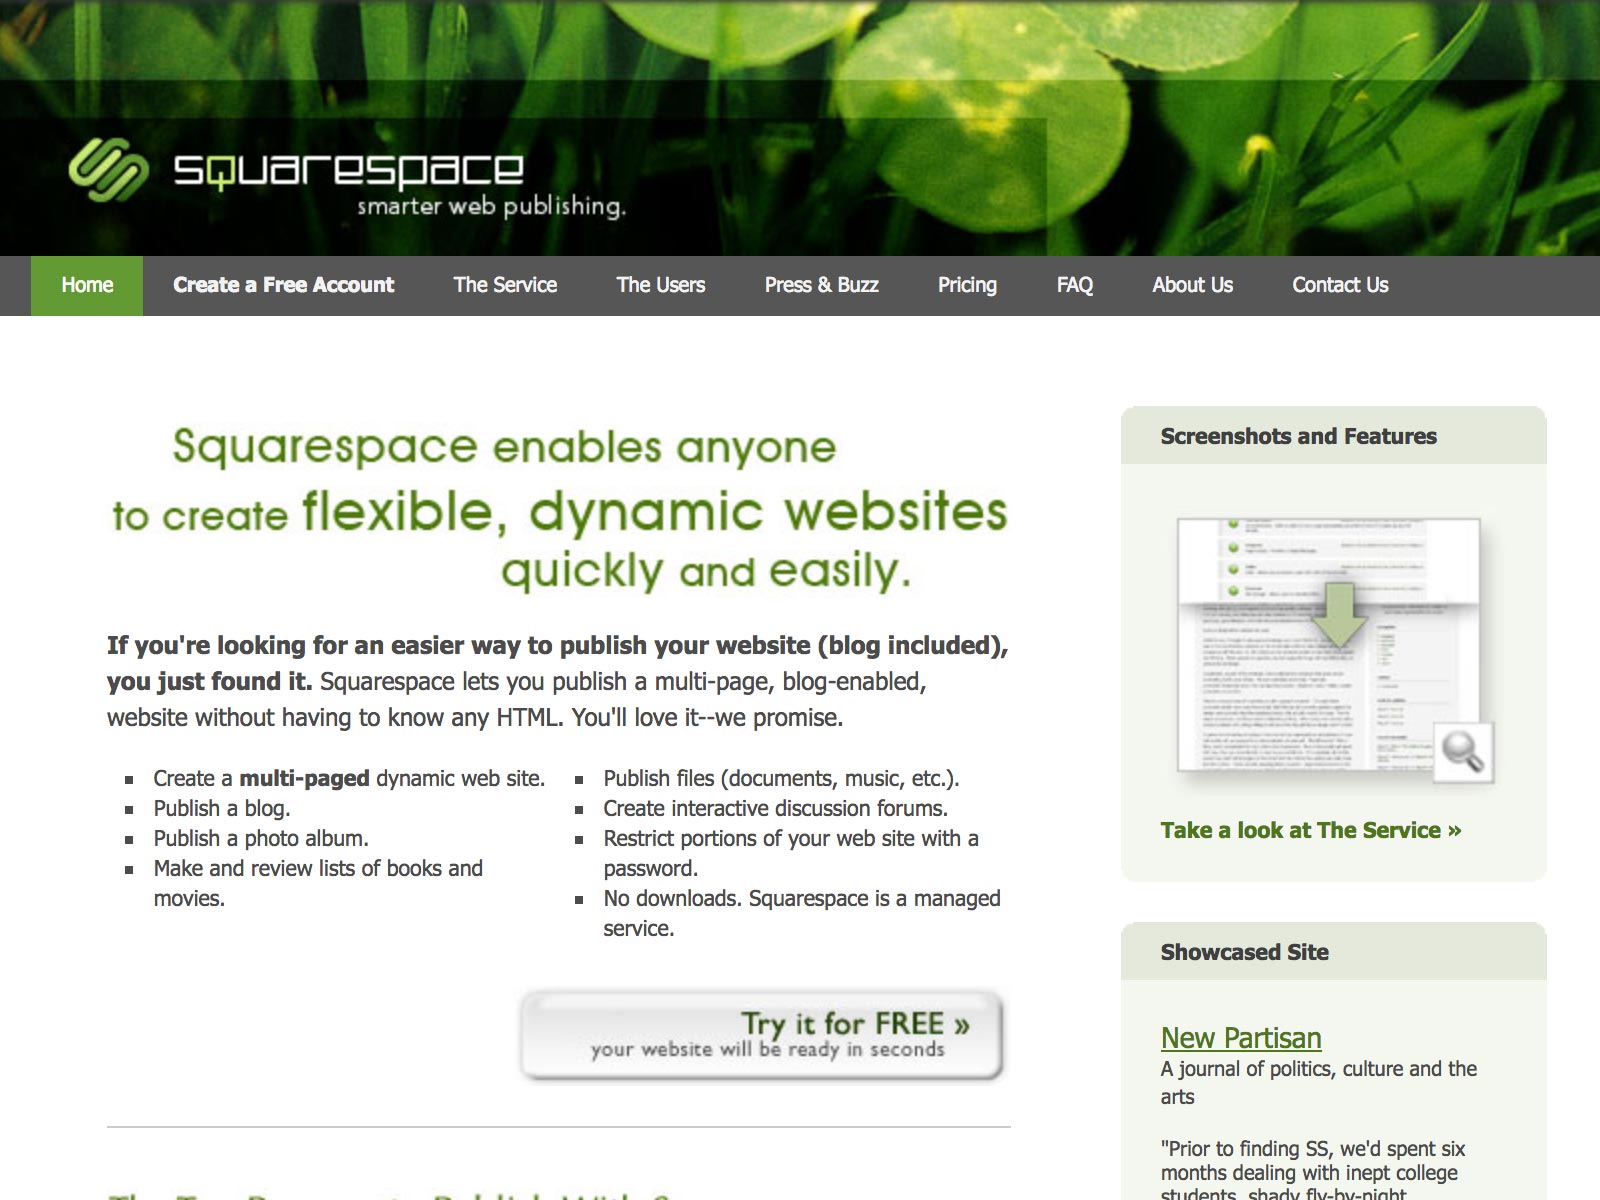 squarespace
smarter web publishing.
Home Create a Free Account The Service The Users Press & Buzz Pricing FAQ About Us Contact Us
Squarespace enables anyone
to create flexible, dynamic websites
quickly and easily.
If you're looking for an easier way to publish your website (blog included),
you just found it. Squarespace lets you publish a multi-page, blog-enabled,
website without having to know any HTML. You'll love it--we promise.
Create a multi-paged dynamic web site.
Publish a blog.
Publish a photo album.
Make and review lists of books and
movies.
Publish files (documents, music, etc.).
Create interactive discussion forums.
Restrict portions of your web site with a
password.
No downloads. Squarespace is a managed
service.
Try it for FREE »
your website will be ready in seconds
Screenshots and Features
Take a look at The Service »
Showcased Site
New Partisan
A journal of politics, culture and the
arts
"Prior to finding SS, we'd spent six
months dealing with inept college
students, shady fly-by-night